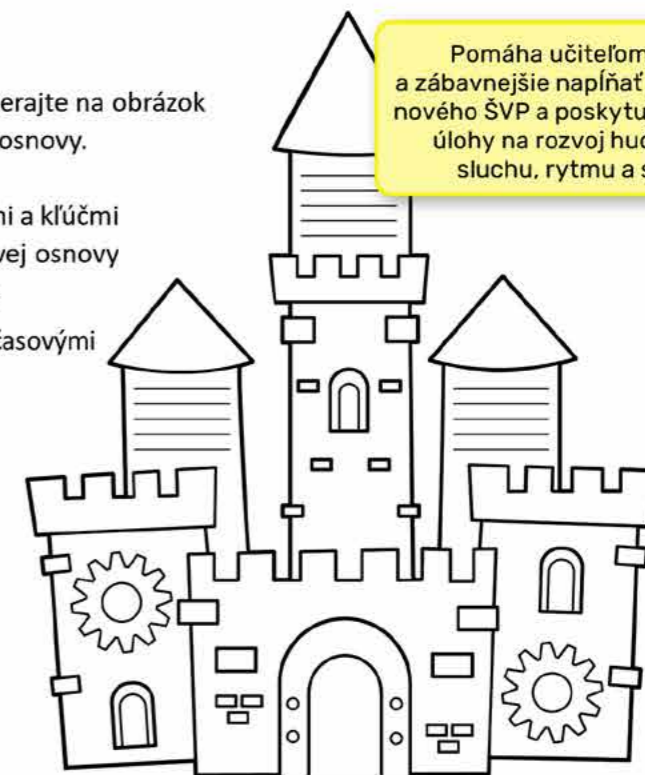 erajte na obrázok
osnovy.
ni a kľúčmi
vej osnovy
časovými
Pomáha učiteľom
a zábavnejšie napĺňať
nového ŠVP a poskytu
úlohy na rozvoj hud
sluchu, rytmu a s